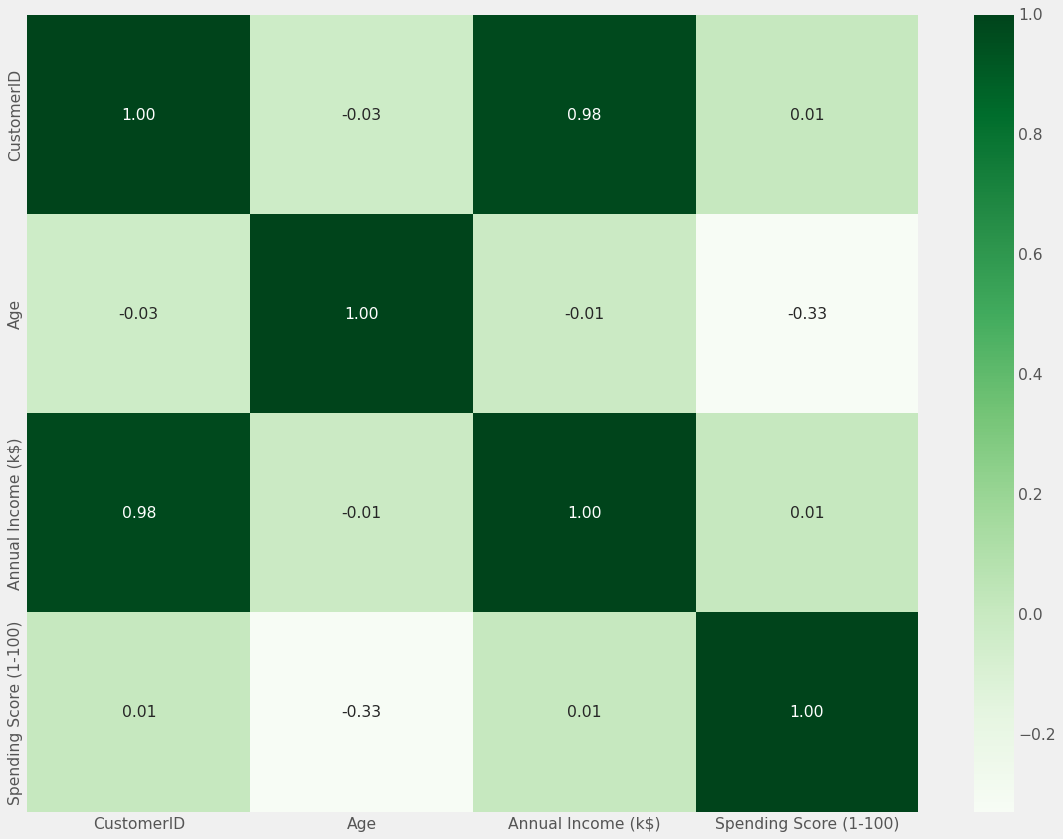 CustomerID
1.00
-0.03
0.98
0.01
Age
-0.03
1.00
-0.01
-0.33
Annual Income (k$)
0.98
-0.01
1.00
0.01
Spending Score (1-100)
0.01
-0.33
0.01
1.00
CustomerID
Age
Annual Income (k$)
Spending Score (1-100)
1.0
0.8
0.6
0.4
0.2
0.0
−0.2